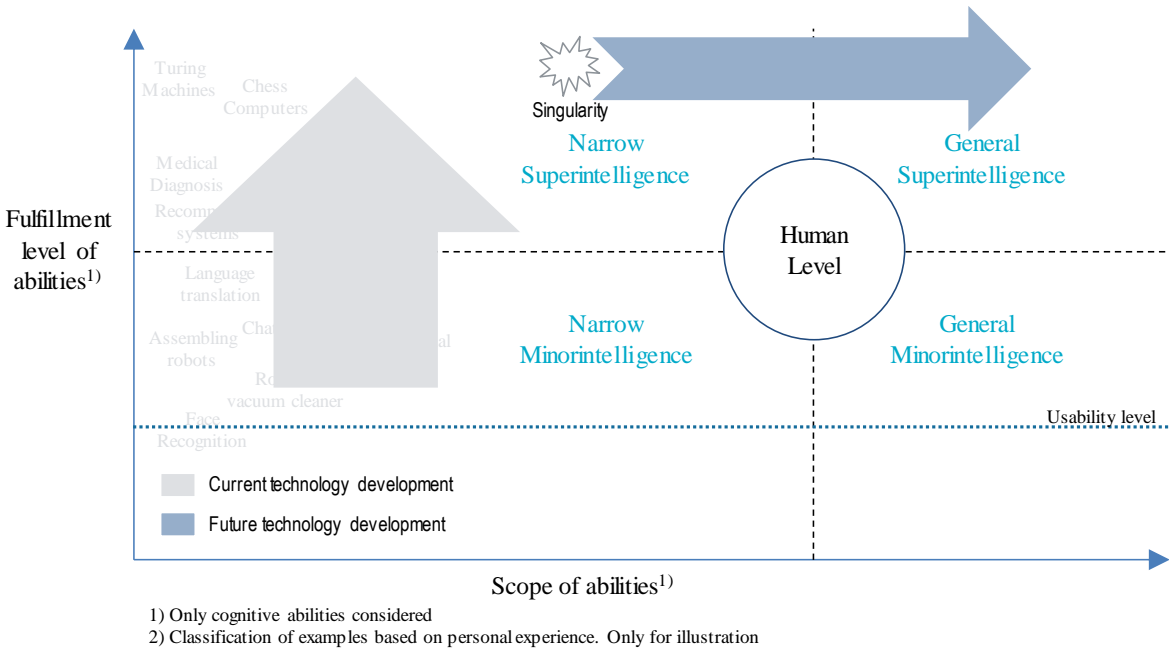 Turing
Machines
Chess
Computers
Singularity
Narrow
Superintelligence
General
Superintelligence
Medical
Diagnosis
systems
Fulfillment
level of
abilities1)
Human
Level
Language
translation
Narrow
Minorintelligence
General
Minorintelligence
Assembling
robots
vacuum cleaner
Face
Recognition
Usability level
Current technology development
Future technology development
Scope of abilities1)
1) Only cognitive abilities considered
2) Classification of examples based on personal experience. Only for illustration